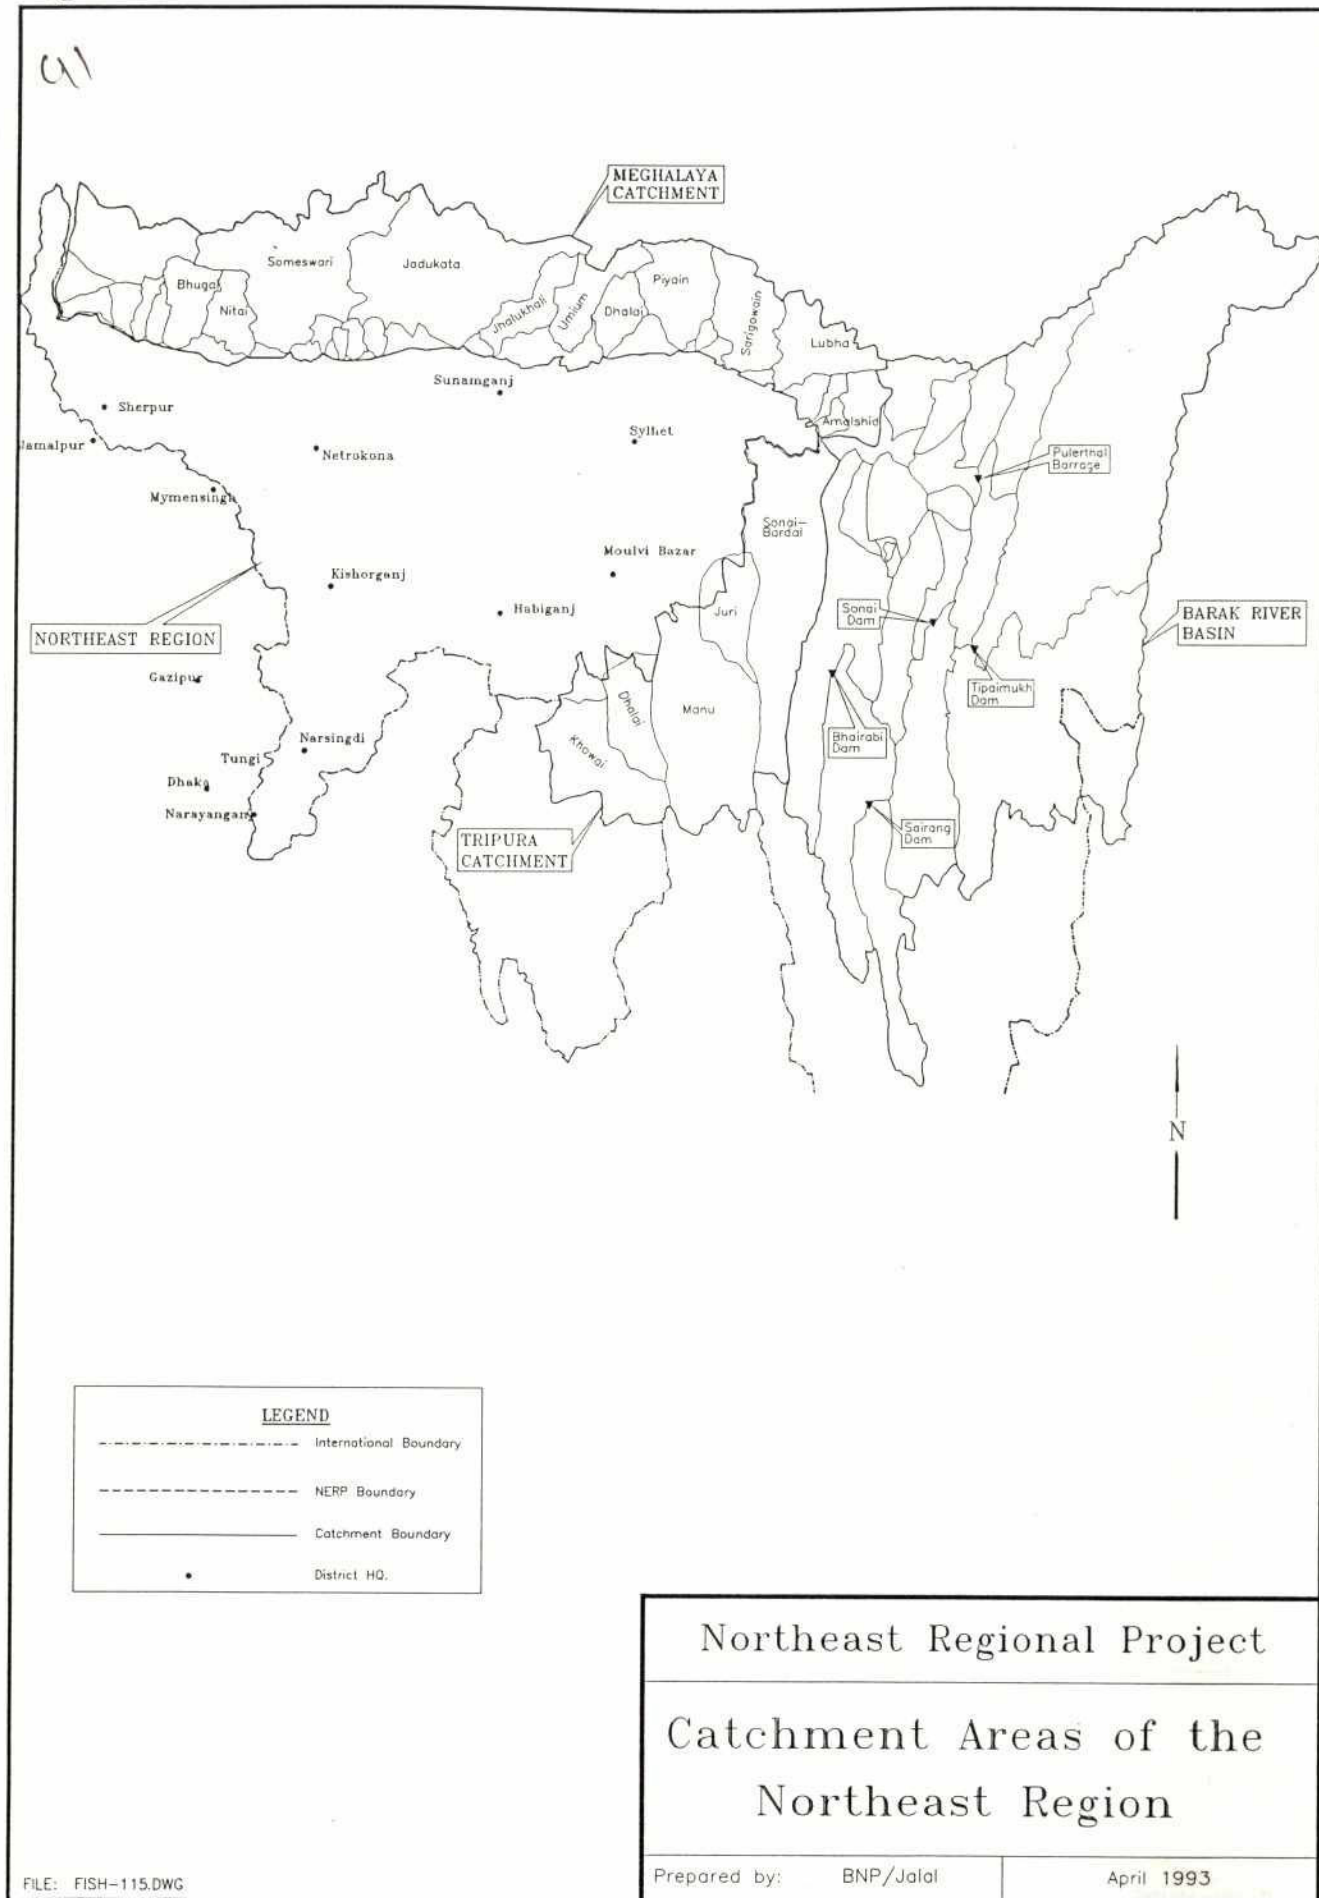 MEGHALAYA
CATCHMENT
Someswari
Jadukata
Bhugai
Nitai
Jhalukhali
Umium
Dhalai
Piyain
Sarigowain
Lubha
Amalshid
Sunamganj
Sherpur
Jamalpur
Netrokona
Sylhet
Pulerthal
Barrage
Mymensingh
Sonai-
Bardal
Moulvi Bazar
Kishorganj
Habiganj
Juri
Sonai
Dam
BARAK RIVER
BASIN
NORTHEAST REGION
Gazipur
Tipaimukh
Dam
Dhalai
Manu
Khowai
Bhairabi
Dam
Narsingdi
Tungi
Dhaka
Narayanganj
Sairang
Dam
TRIPURA
CATCHMENT
N
LEGEND
International Boundary
NERP Boundary
Catchment Boundary
District HQ.
Northeast Regional Project
Catchment Areas of the
Northeast Region
Prepared by: BNP/Jalal April 1993
FILE: FISH-115.DWG